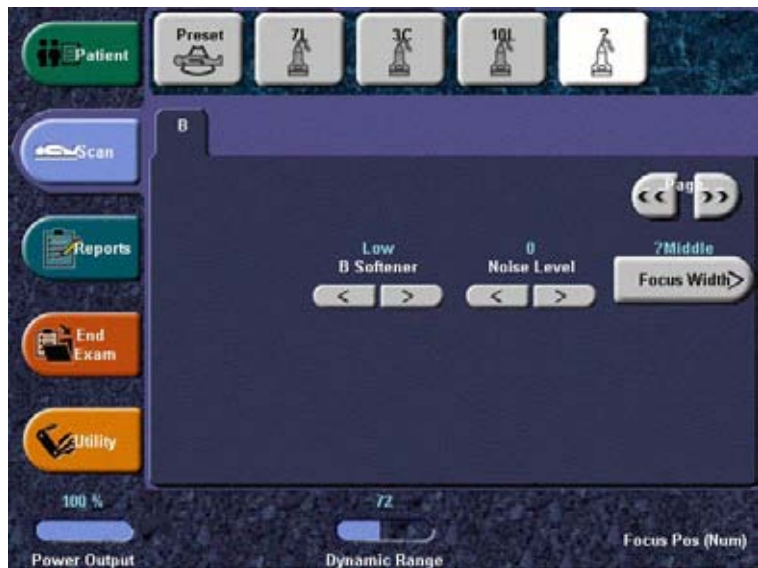 Patient
Preset
7L
3C
10L
?
Scan
B
Page
<< >>
Reports
Low
B Softener
< >
0
Noise Level
< >
?Middle
Focus Width>
End
Exam
Utility
100 %
Power Output
72
Dynamic Range
Focus Pos (Num)